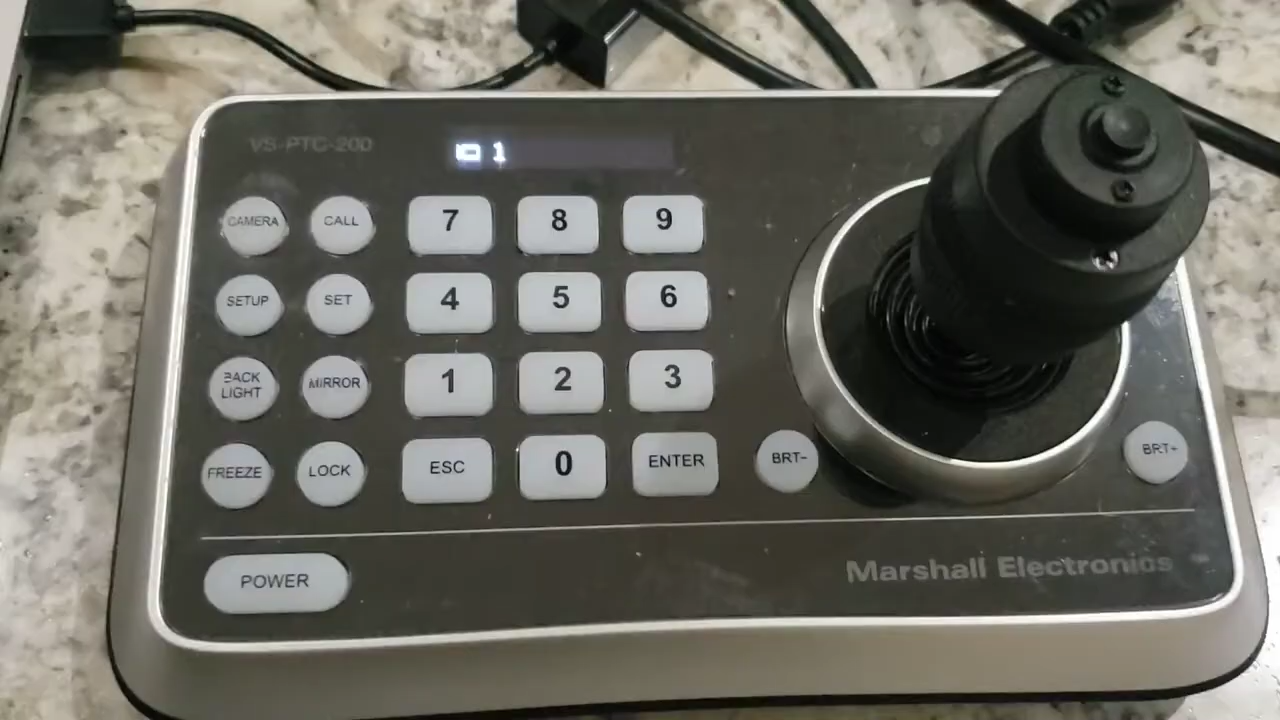 VS-PTC-200
1
CAMERA CALL 7 8 9
SETUP SET 4 5 6
BACK
LIGHT
MIRROR 1 2 3
FREEZE LOCK ESC 0 ENTER BRT- BRT+
POWER
Marshall Electronics